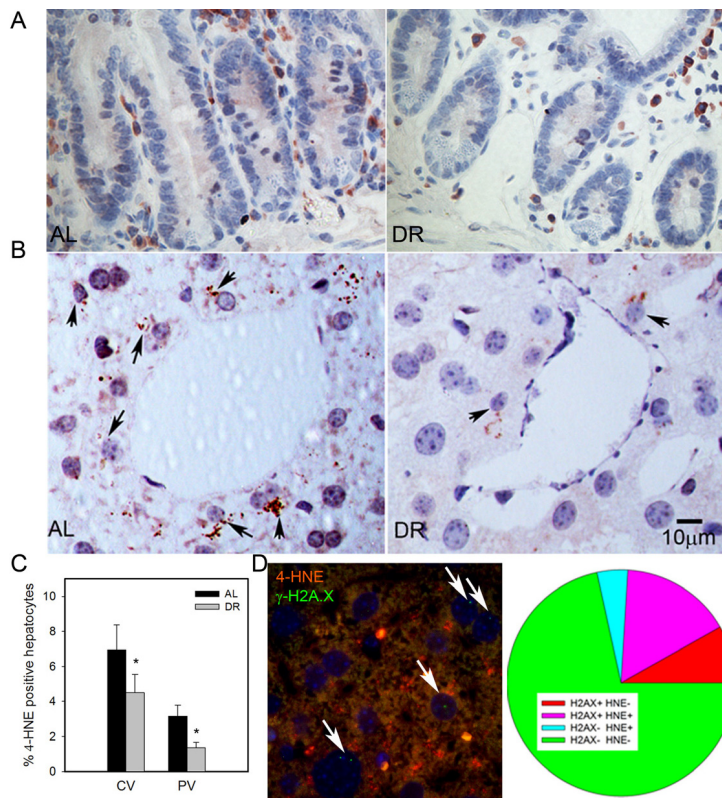 A
AL
DR
B
AL
DR
10μm
C
D
% 4-HNE positive hepatocytes
10
8
6
4
2
0
AL
DR
*
*
CV
PV
4-HNE
γ-H2A.X
H2AX+ HNE-
H2AX+ HNE+
H2AX- HNE+
H2AX- HNE-